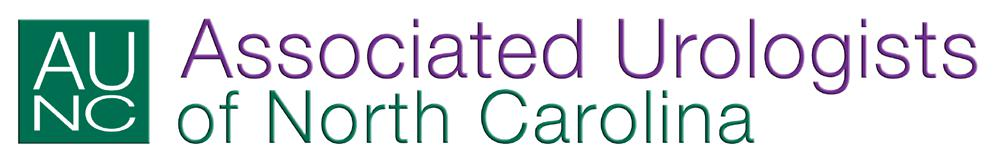 AU
NC
Associated Urologists
of North Carolina